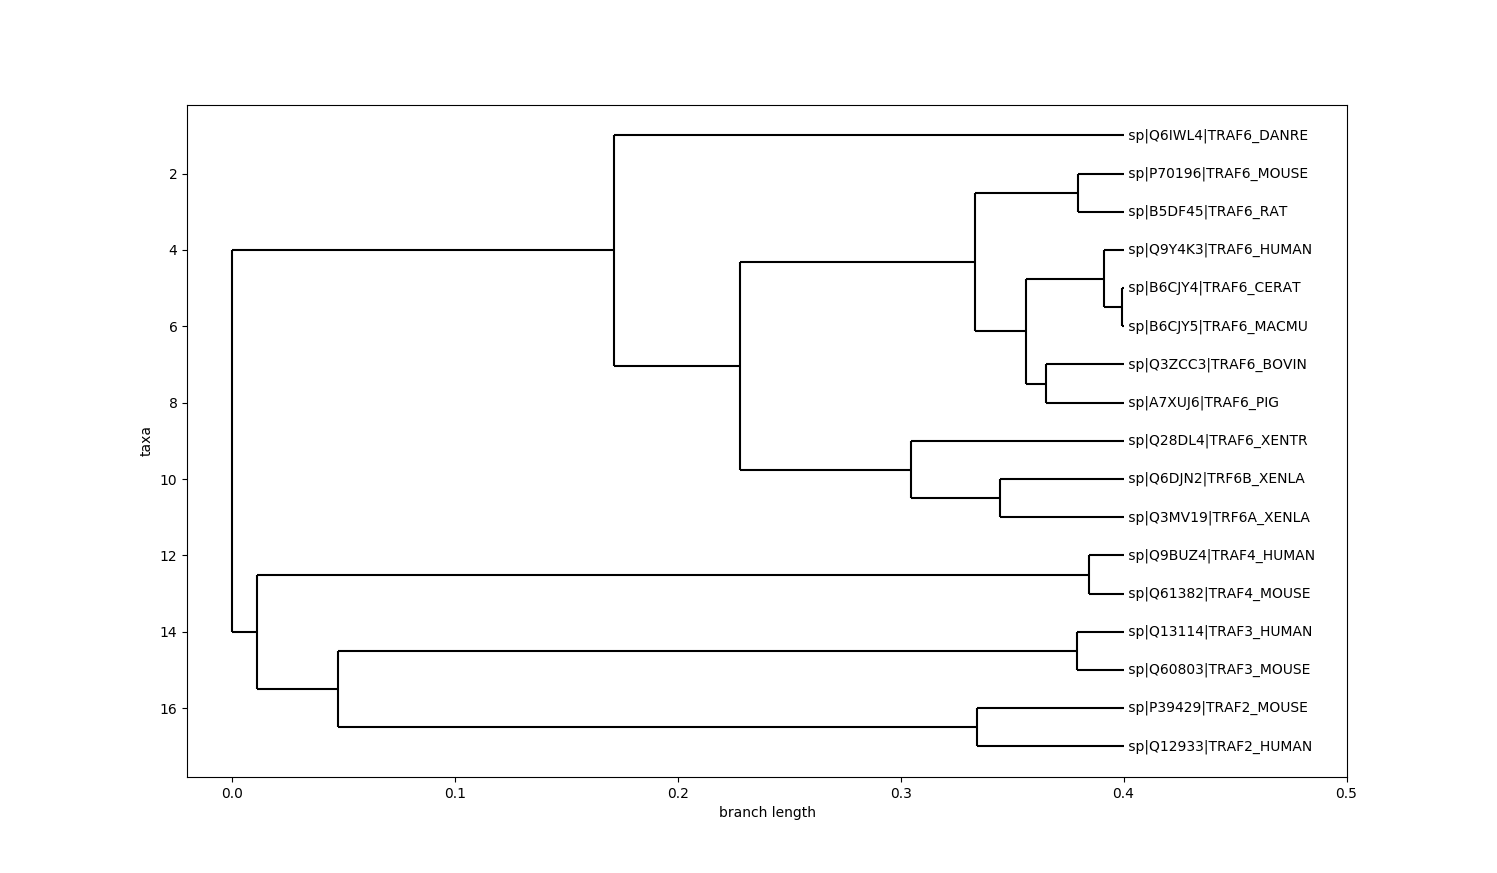 sp|Q6IWL4|TRAF6_DANRE
2
sp|P70196|TRAF6_MOUSE
sp|B5DF45|TRAF6_RAT
4
sp|Q9Y4K3|TRAF6_HUMAN
sp|B6CJY4|TRAF6_CERAT
6
sp|B6CJY5|TRAF6_MACMU
sp|Q3ZCC3|TRAF6_BOVIN
8
sp|A7XUJ6|TRAF6_PIG
taxa
sp|Q28DL4|TRAF6_XENTR
10
sp|Q6DJN2|TRF6B_XENLA
sp|Q3MV19|TRF6A_XENLA
12
sp|Q9BUZ4|TRAF4_HUMAN
sp|Q61382|TRAF4_MOUSE
14
sp|Q13114|TRAF3_HUMAN
sp|Q60803|TRAF3_MOUSE
16
sp|P39429|TRAF2_MOUSE
sp|Q12933|TRAF2_HUMAN
0.0 0.1 0.2 0.3 0.4 0.5
branch length